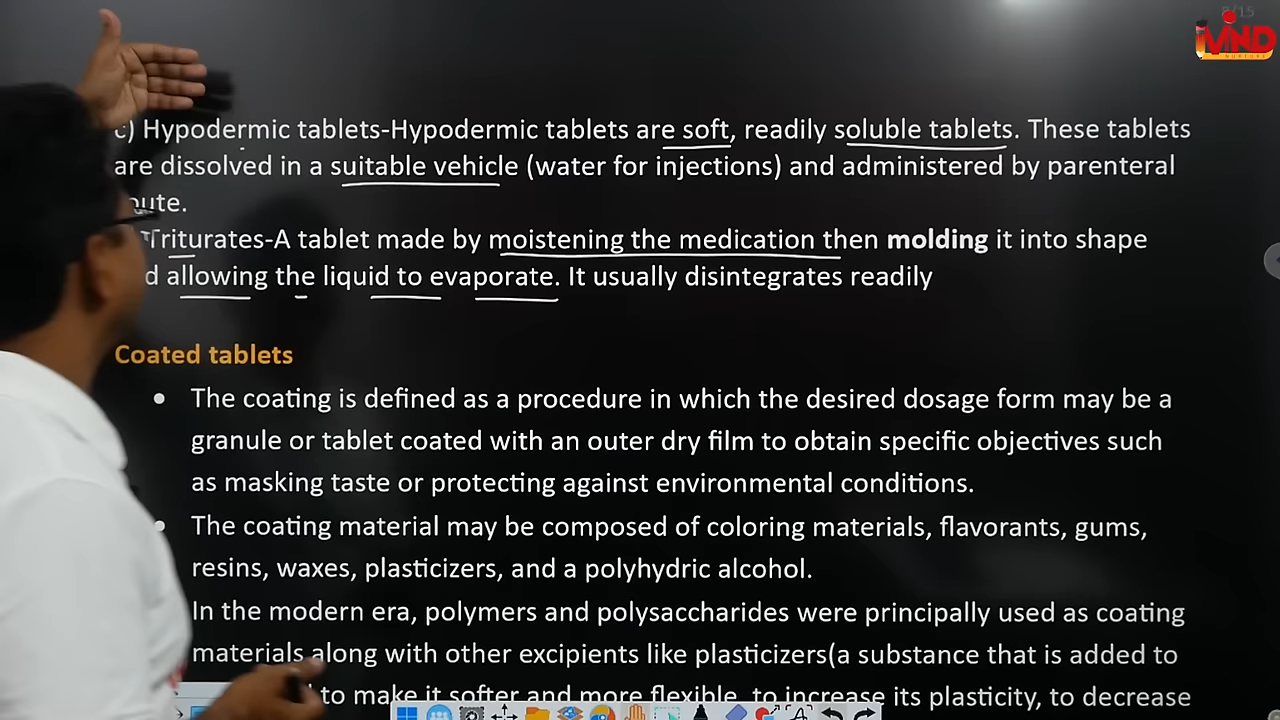 8/15
MND
NURTURE
c) Hypodermic tablets-Hypodermic tablets are soft, readily soluble tablets. These tablets
are dissolved in a suitable vehicle (water for injections) and administered by parenteral
oute.
Triturates-A tablet made by moistening the medication then molding it into shape
d allowing the liquid to evaporate. It usually disintegrates readily
Coated tablets
• The coating is defined as a procedure in which the desired dosage form may be a
granule or tablet coated with an outer dry film to obtain specific objectives such
as masking taste or protecting against environmental conditions.
• The coating material may be composed of coloring materials, flavorants, gums,
resins, waxes, plasticizers, and a polyhydric alcohol.
In the modern era, polymers and polysaccharides were principally used as coating
materials along with other excipients like plasticizers(a substance that is added to
to make it softer and more flexible, to increase its plasticity, to decrease